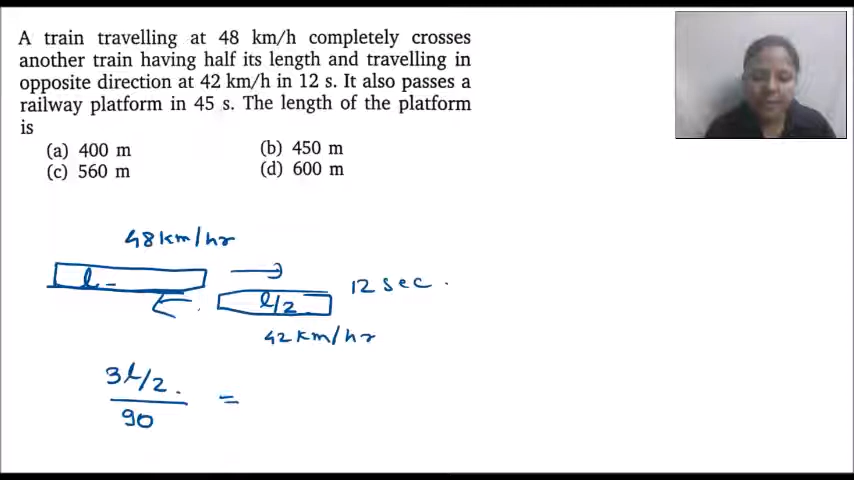 A train travelling at 48 km/h completely crosses
another train having half its length and travelling in
opposite direction at 42 km/h in 12 s. It also passes a
railway platform in 45 s. The length of the platform
is
(a) 400 m (b) 450 m
(c) 560 m (d) 600 m
48km/hr
l
l/2
12 sec.
42km/hr
3l/2
90
=